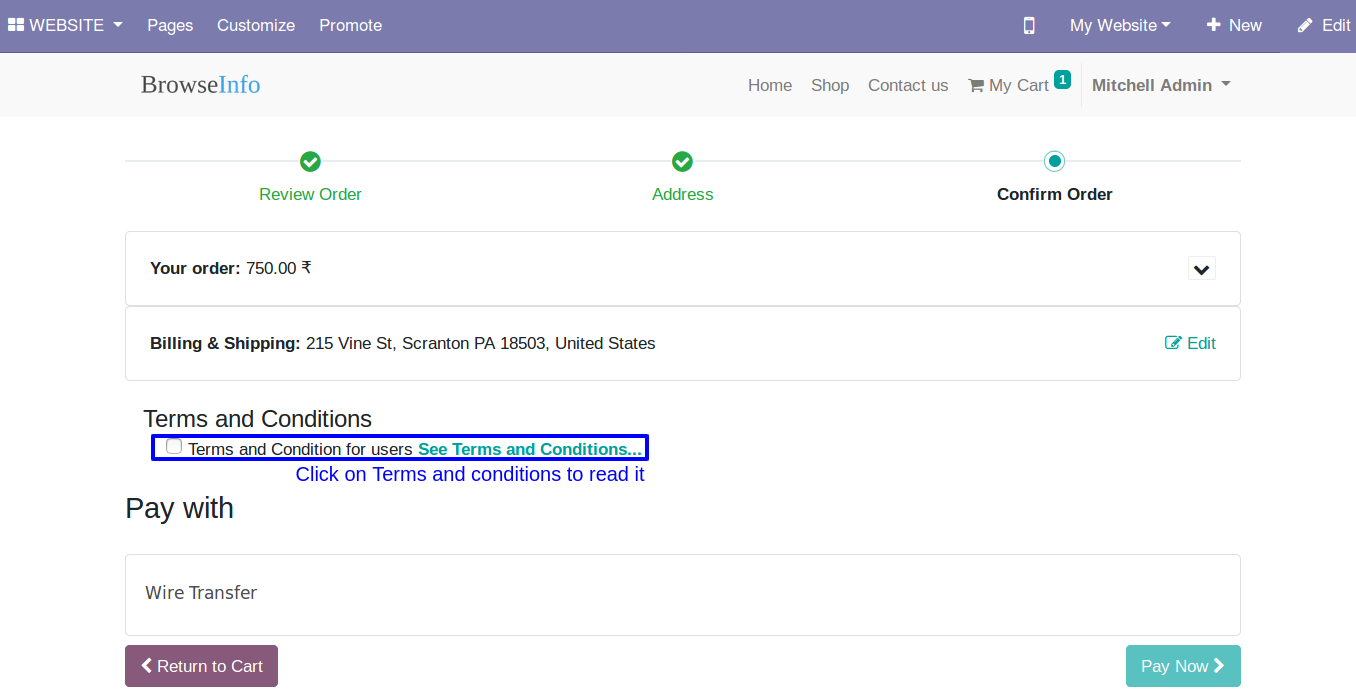 WEBSITE Pages Customize Promote My Website New Edit
BrowseInfo Home Shop Contact us My Cart 1 Mitchell Admin
Review Order Address Confirm Order
Your order: 750.00 ₹
Billing & Shipping: 215 Vine St, Scranton PA 18503, United States Edit
Terms and Conditions
Terms and Condition for users See Terms and Conditions...
Click on Terms and conditions to read it
Pay with
Wire Transfer
Return to Cart Pay Now